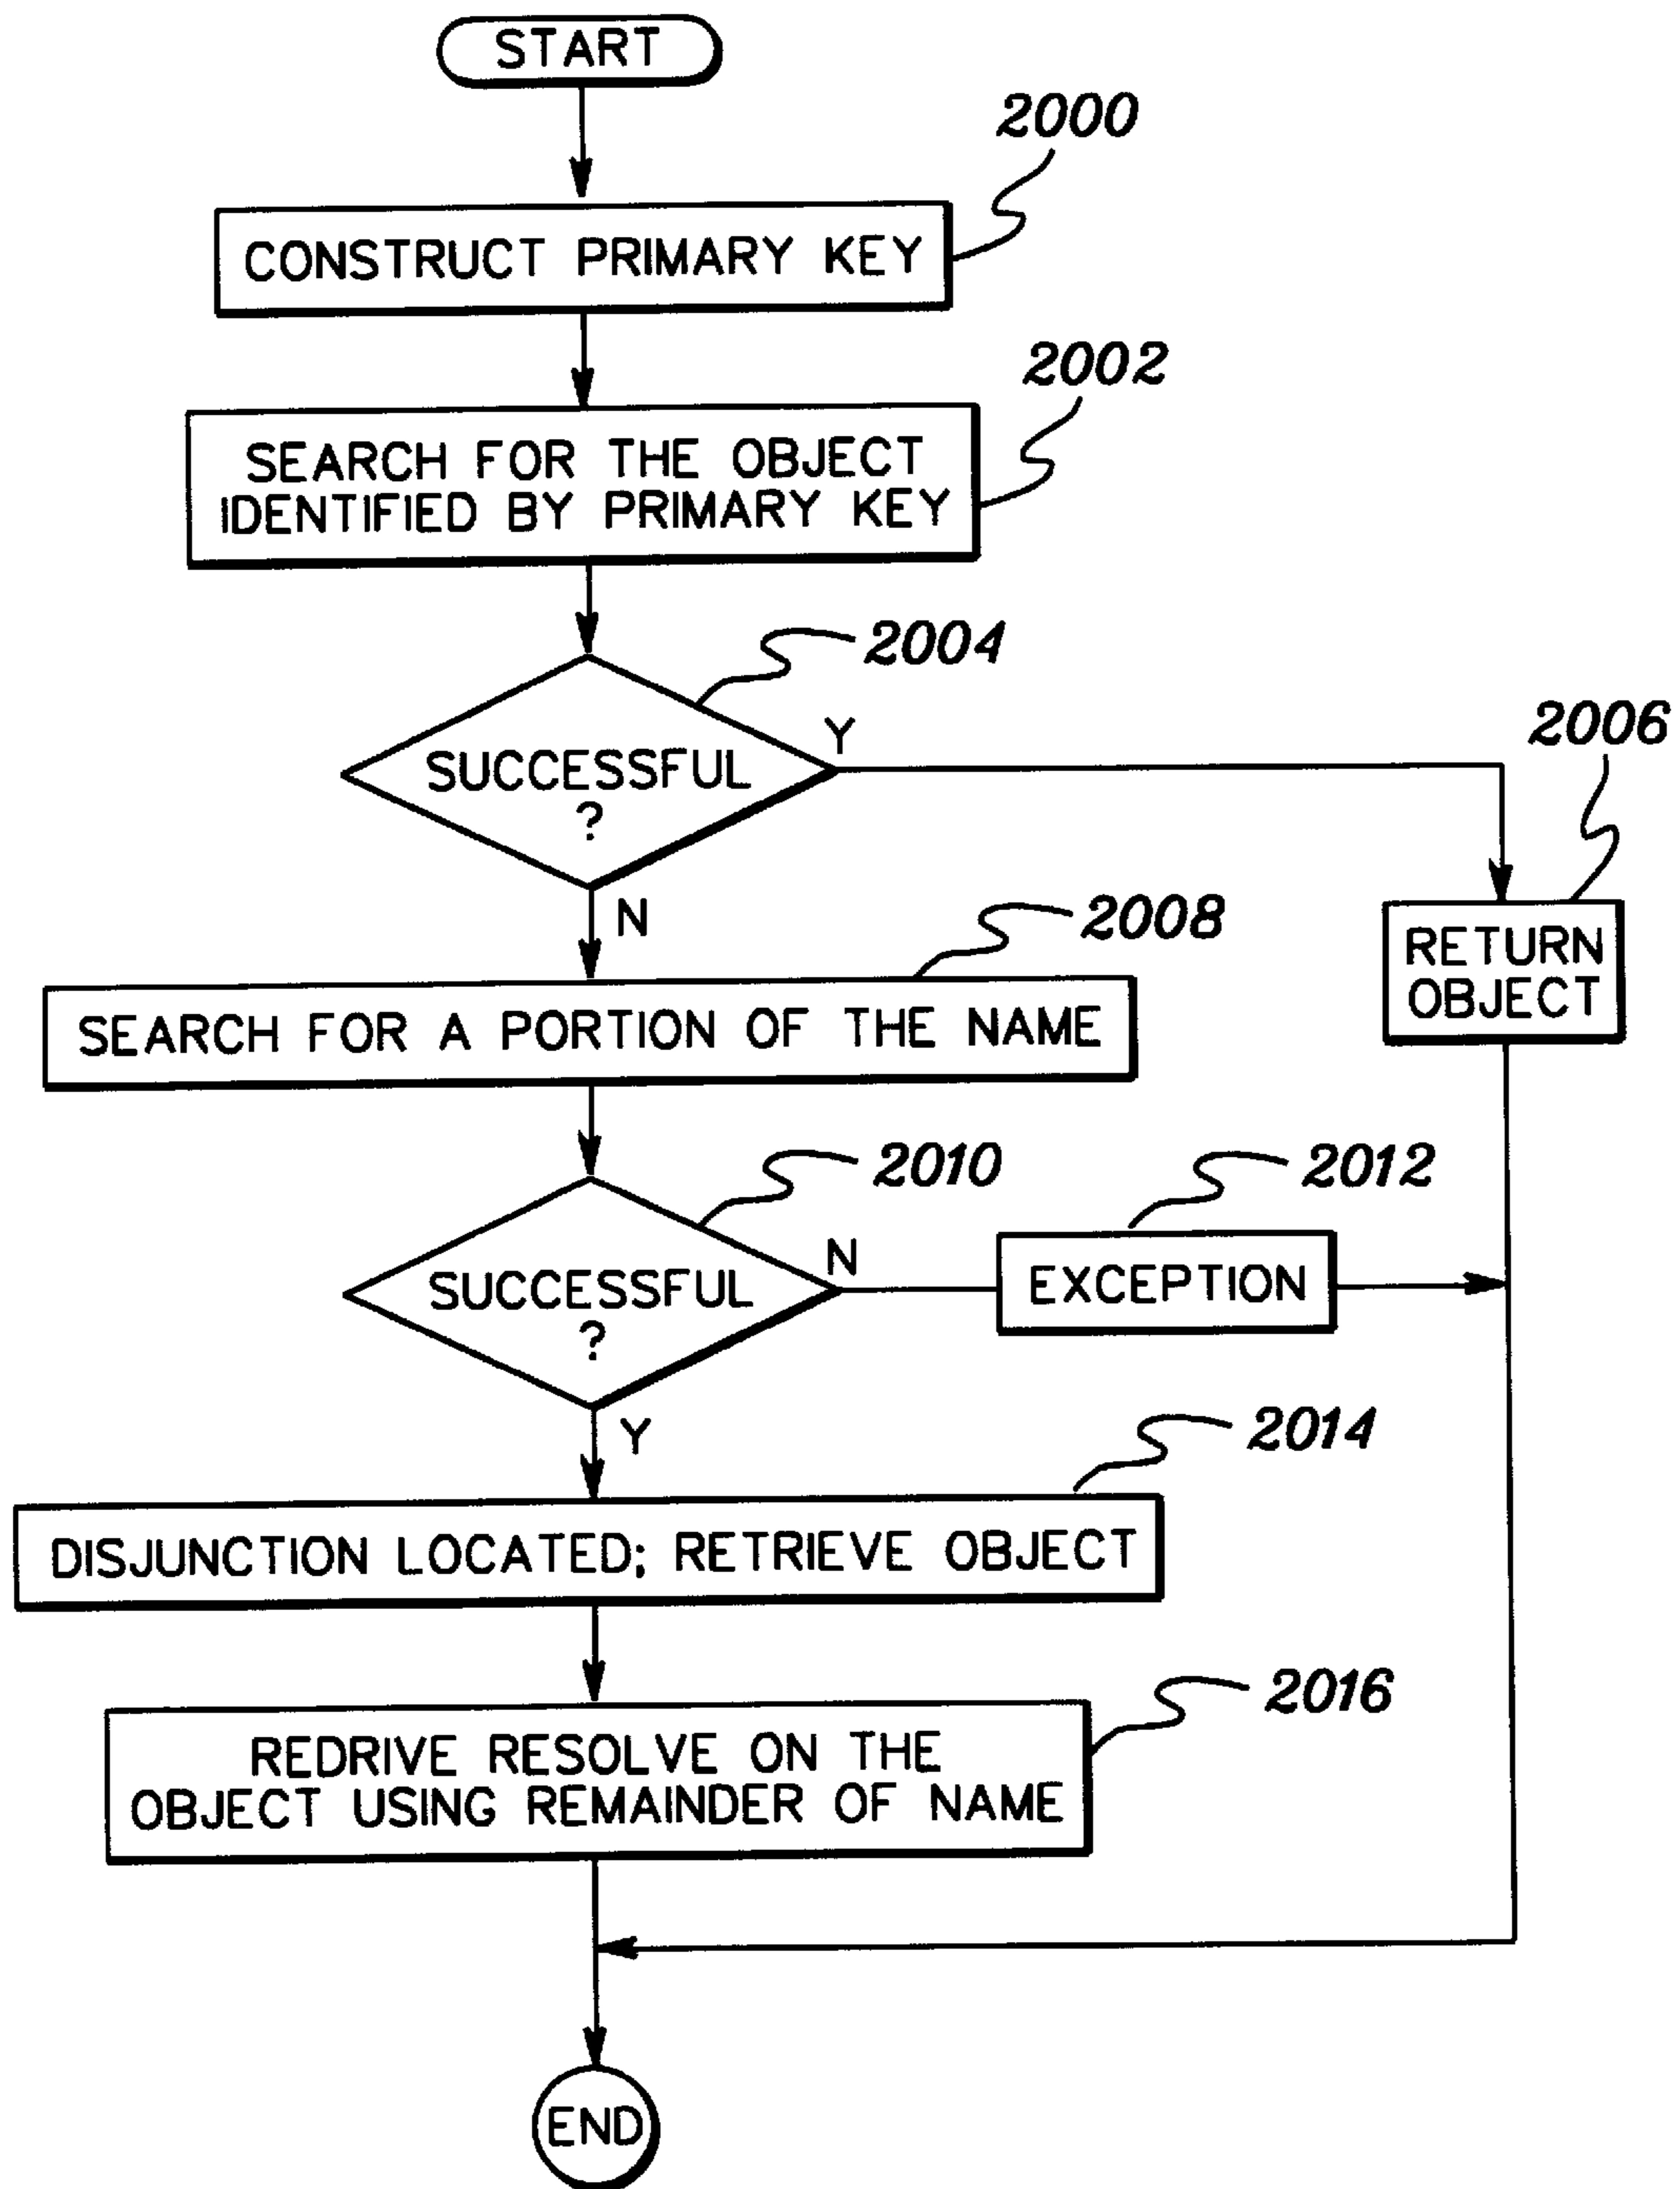 START
2000
CONSTRUCT PRIMARY KEY
2002
SEARCH FOR THE OBJECT
IDENTIFIED BY PRIMARY KEY
2004
SUCCESSFUL
?
Y
2006
RETURN
OBJECT
N
2008
SEARCH FOR A PORTION OF THE NAME
2010
SUCCESSFUL
?
N
2012
EXCEPTION
Y
2014
DISJUNCTION LOCATED; RETRIEVE OBJECT
2016
REDRIVE RESOLVE ON THE
OBJECT USING REMAINDER OF NAME
END